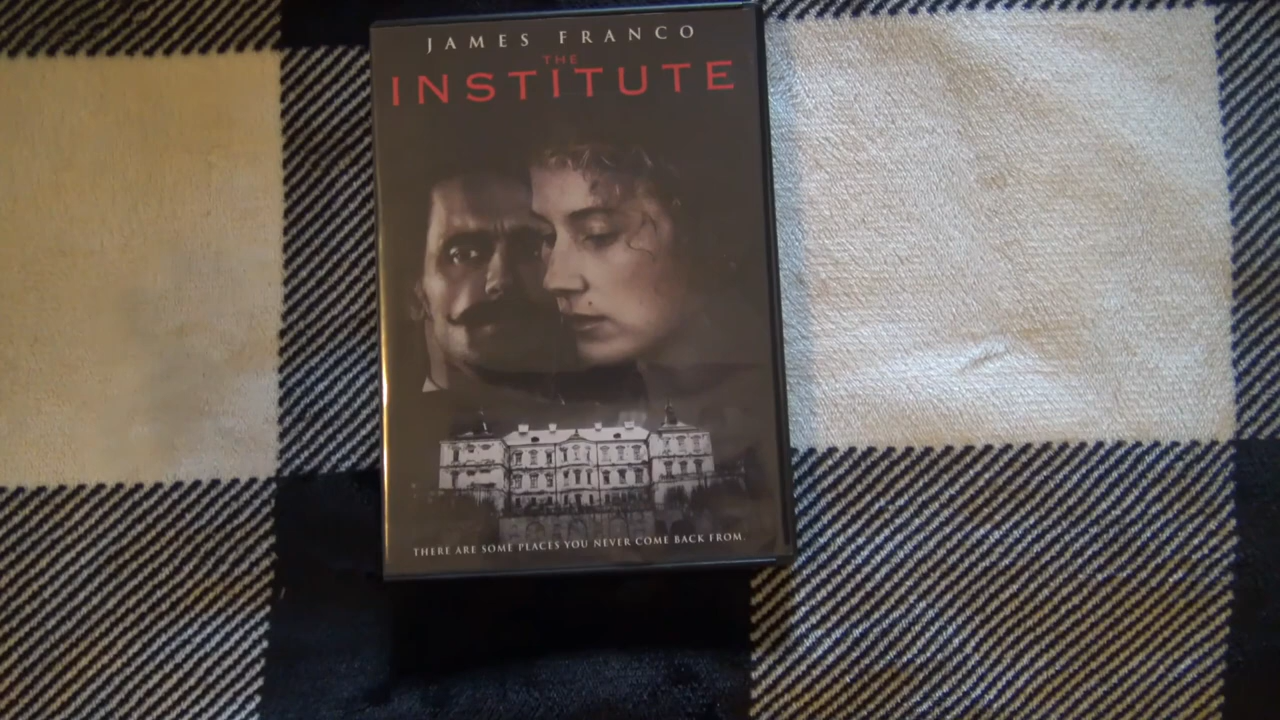 JAMES FRANCO
THE
INSTITUTE
THERE ARE SOME PLACES YOU NEVER COME BACK FROM.